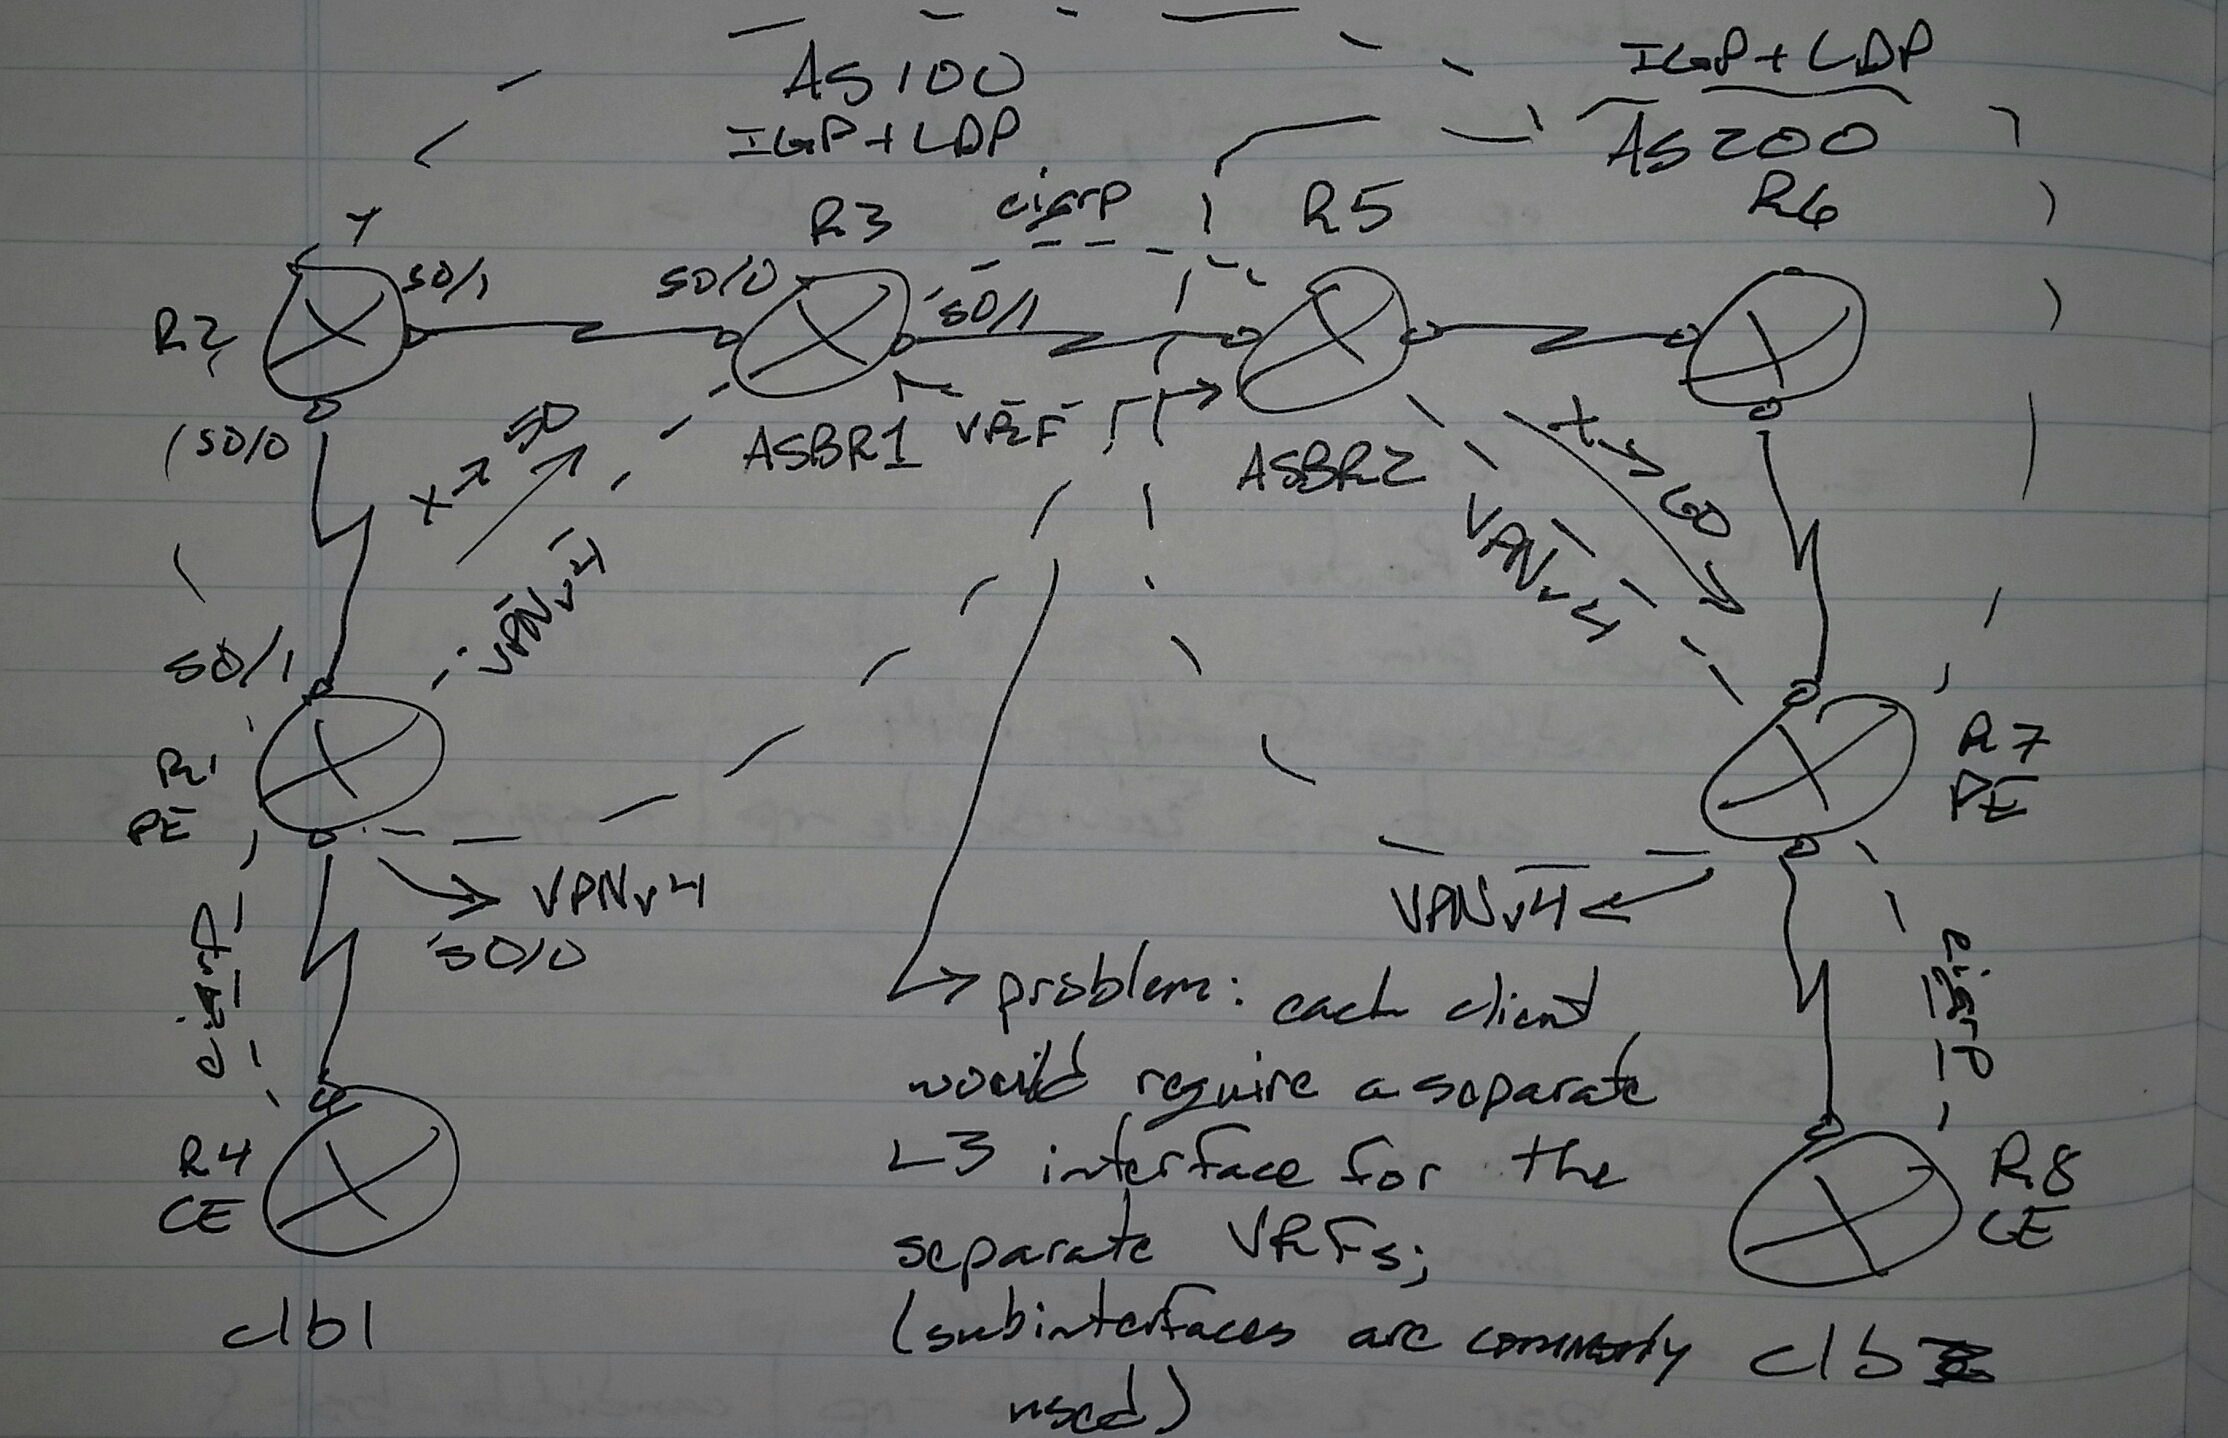 AS100
IGP+LDP
IGP+LDP
AS200
R3
eigrp
R5
R6
R2
S0/1
S0/0
S0/1
S0/0
ASBR1
VRF
ASBR2
X→50
X→60
VPNv4
VPNv4
S0/1
R1
PE
R7
PE
VPNv4
S0/0
VPNv4
eigrp
eigrp
R4
CE
R8
CE
c1b1
c1b2
problem: each client
would require a separate
L3 interface for the
separate VRFs;
(subinterfaces are commonly
used)